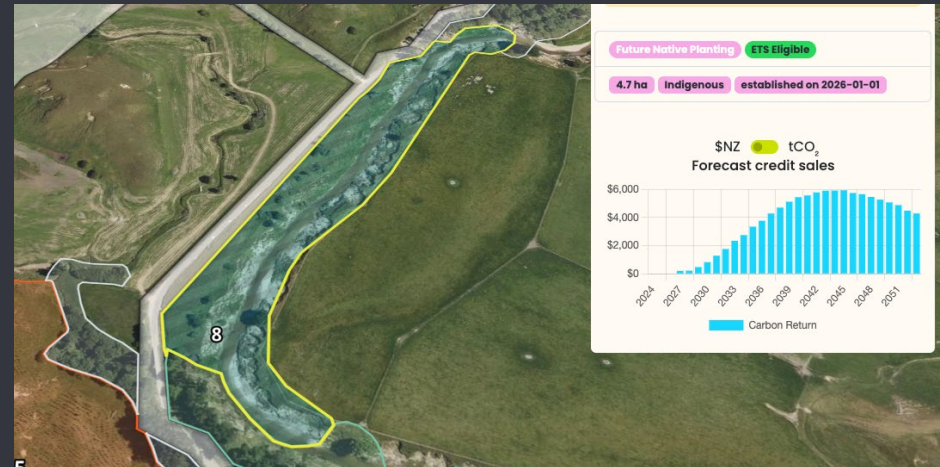 Future Native Planting ETS Eligible
4.7 ha Indigenous established on 2026-01-01
$NZ tCO₂
Forecast credit sales
$6,000
$4,000
$2,000
$0
2024 2027 2030 2033 2036 2039 2042 2045 2048 2051
Carbon Return
8